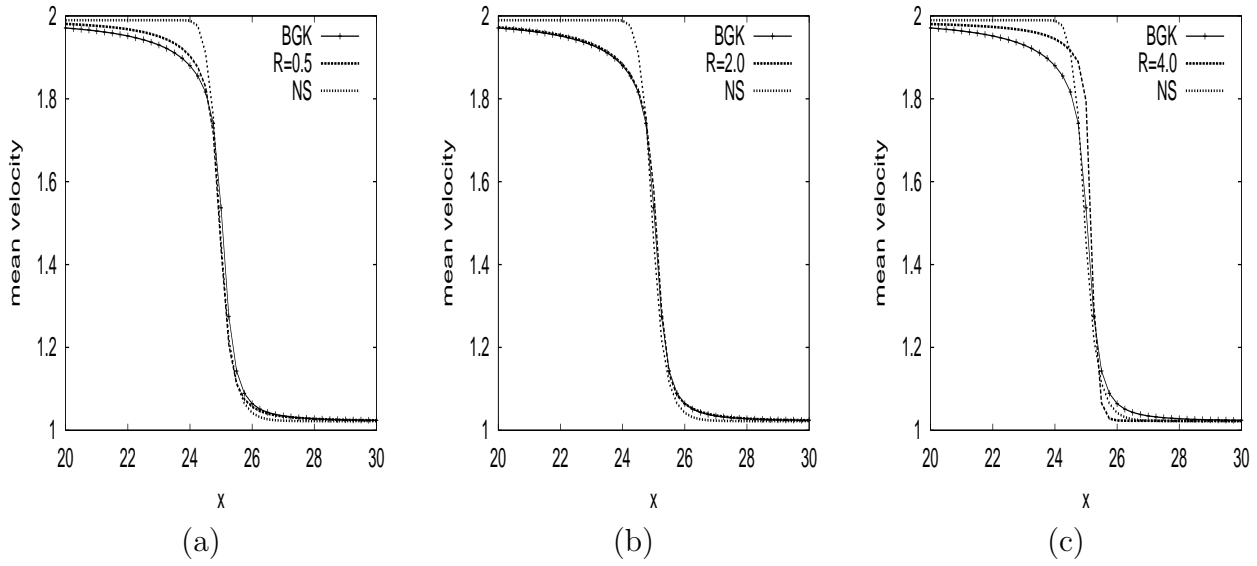 2
1.8
1.6
1.4
1.2
1
mean velocity
20 22 24 26 28 30
x
BGK
R=0.5
NS
(a)
2
1.8
1.6
1.4
1.2
1
mean velocity
20 22 24 26 28 30
x
BGK
R=2.0
NS
(b)
2
1.8
1.6
1.4
1.2
1
mean velocity
20 22 24 26 28 30
x
BGK
R=4.0
NS
(c)